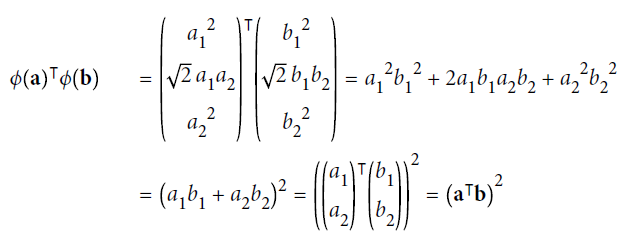 ϕ(𝐚)ᵀϕ(𝐛) = (a₁² √2 a₁a₂ a₂²)ᵀ (b₁² √2 b₁b₂ b₂²) = a₁²b₁² + 2a₁b₁a₂b₂ + a₂²b₂²
= (a₁b₁ + a₂b₂)² = ((a₁ a₂)ᵀ (b₁ b₂))² = (𝐚ᵀ𝐛)²